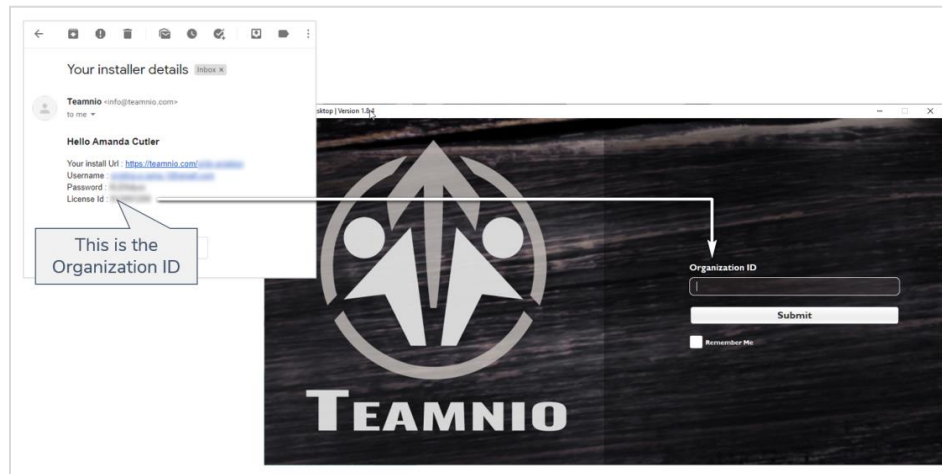 Your installer details Inbox ×
Teamnio <info@teamnio.com>
to me
Hello Amanda Cutler
Your install Url : https://teamnio.com/
Username :
Password :
License Id :
This is the
Organization ID
sktop | Version 1.8.4
Organization ID
Submit
Remember Me
TEAMNIO